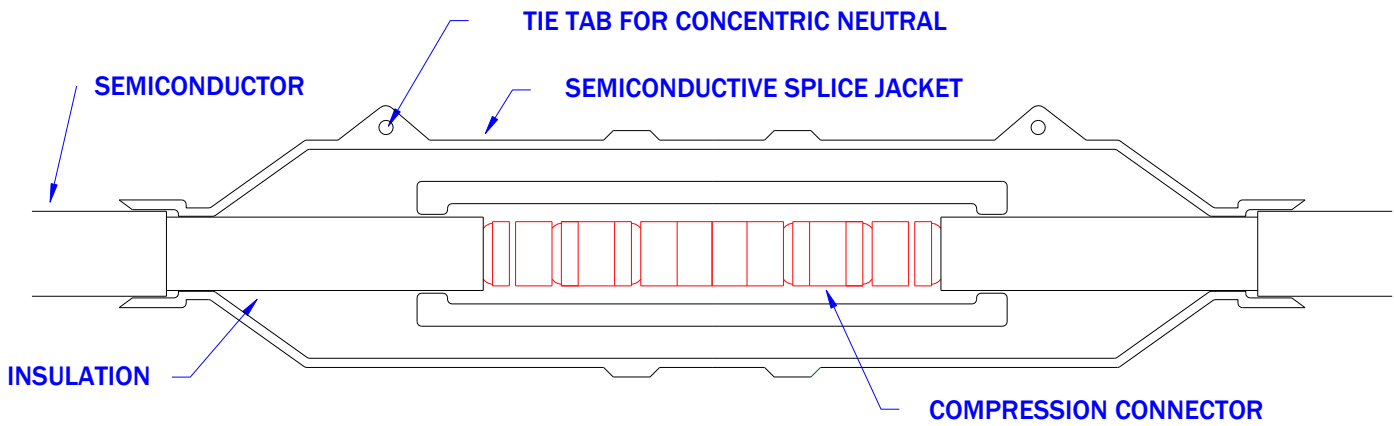 TIE TAB FOR CONCENTRIC NEUTRAL
SEMICONDUCTOR
SEMICONDUCTIVE SPLICE JACKET
INSULATION
COMPRESSION CONNECTOR